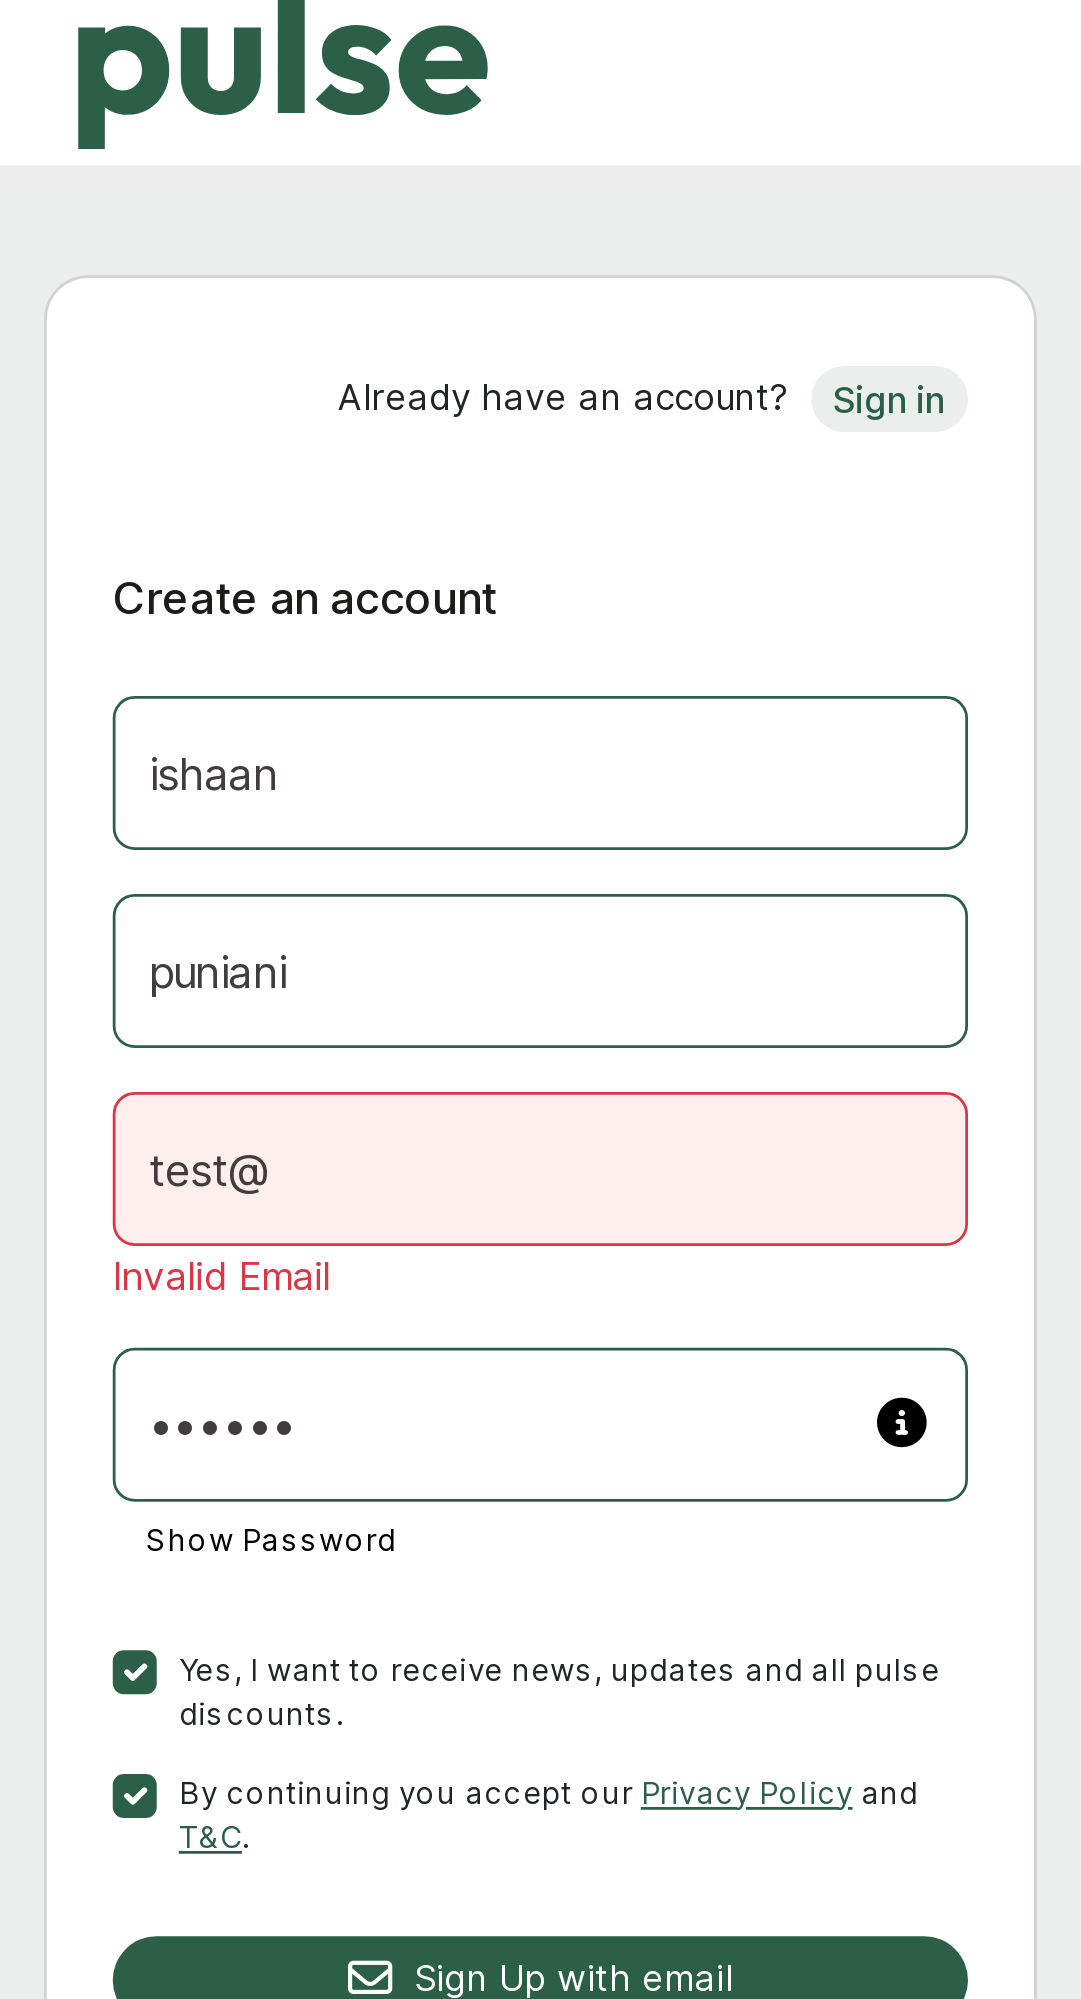 pulse
Already have an account? Sign in
Create an account
ishaan
puniani
test@
Invalid Email
••••••
Show Password
Yes, I want to receive news, updates and all pulse
discounts.
By continuing you accept our Privacy Policy and
T&C.
Sign Up with email